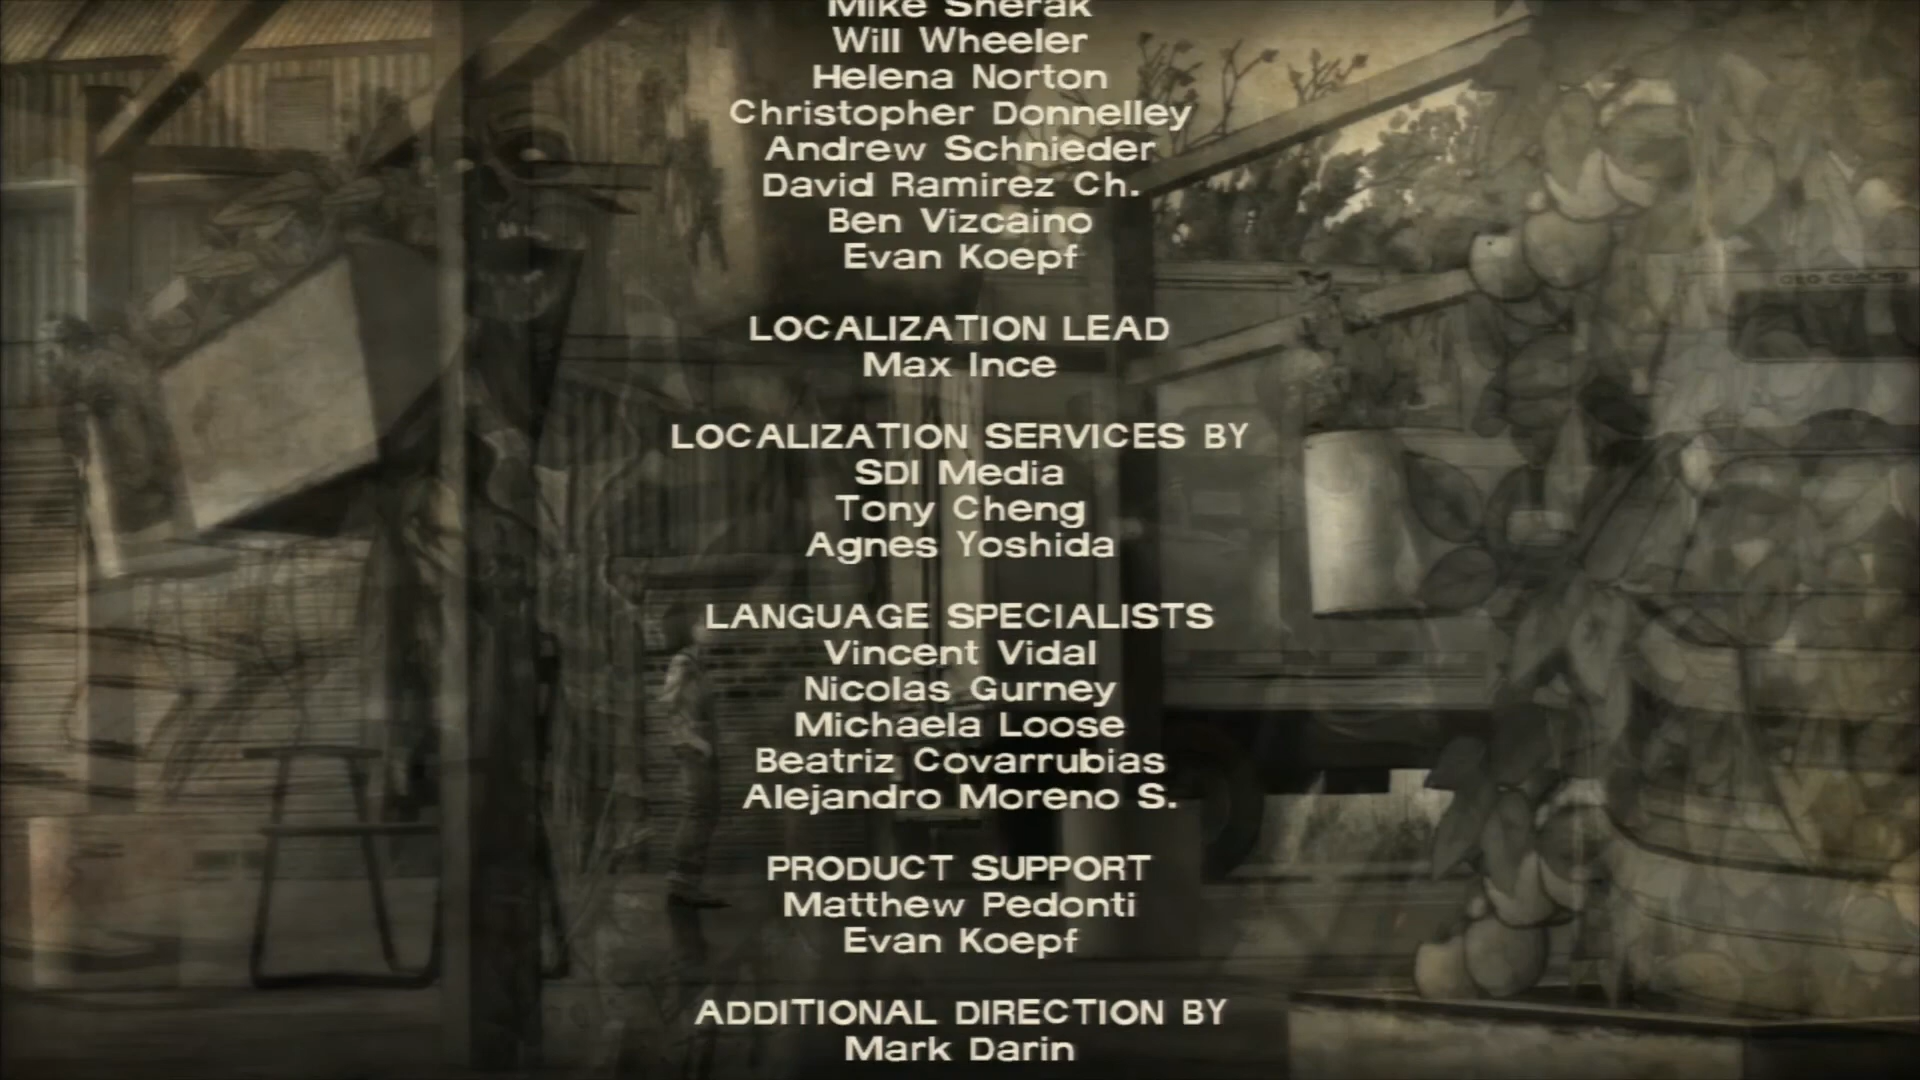 Mike Sherak
Will Wheeler
Helena Norton
Christopher Donnelley
Andrew Schnieder
David Ramirez Ch.
Ben Vizcaino
Evan Koepf
LOCALIZATION LEAD
Max Ince
LOCALIZATION SERVICES BY
SDI Media
Tony Cheng
Agnes Yoshida
LANGUAGE SPECIALISTS
Vincent Vidal
Nicolas Gurney
Michaela Loose
Beatriz Covarrubias
Alejandro Moreno S.
PRODUCT SUPPORT
Matthew Pedonti
Evan Koepf
ADDITIONAL DIRECTION BY
Mark Darin